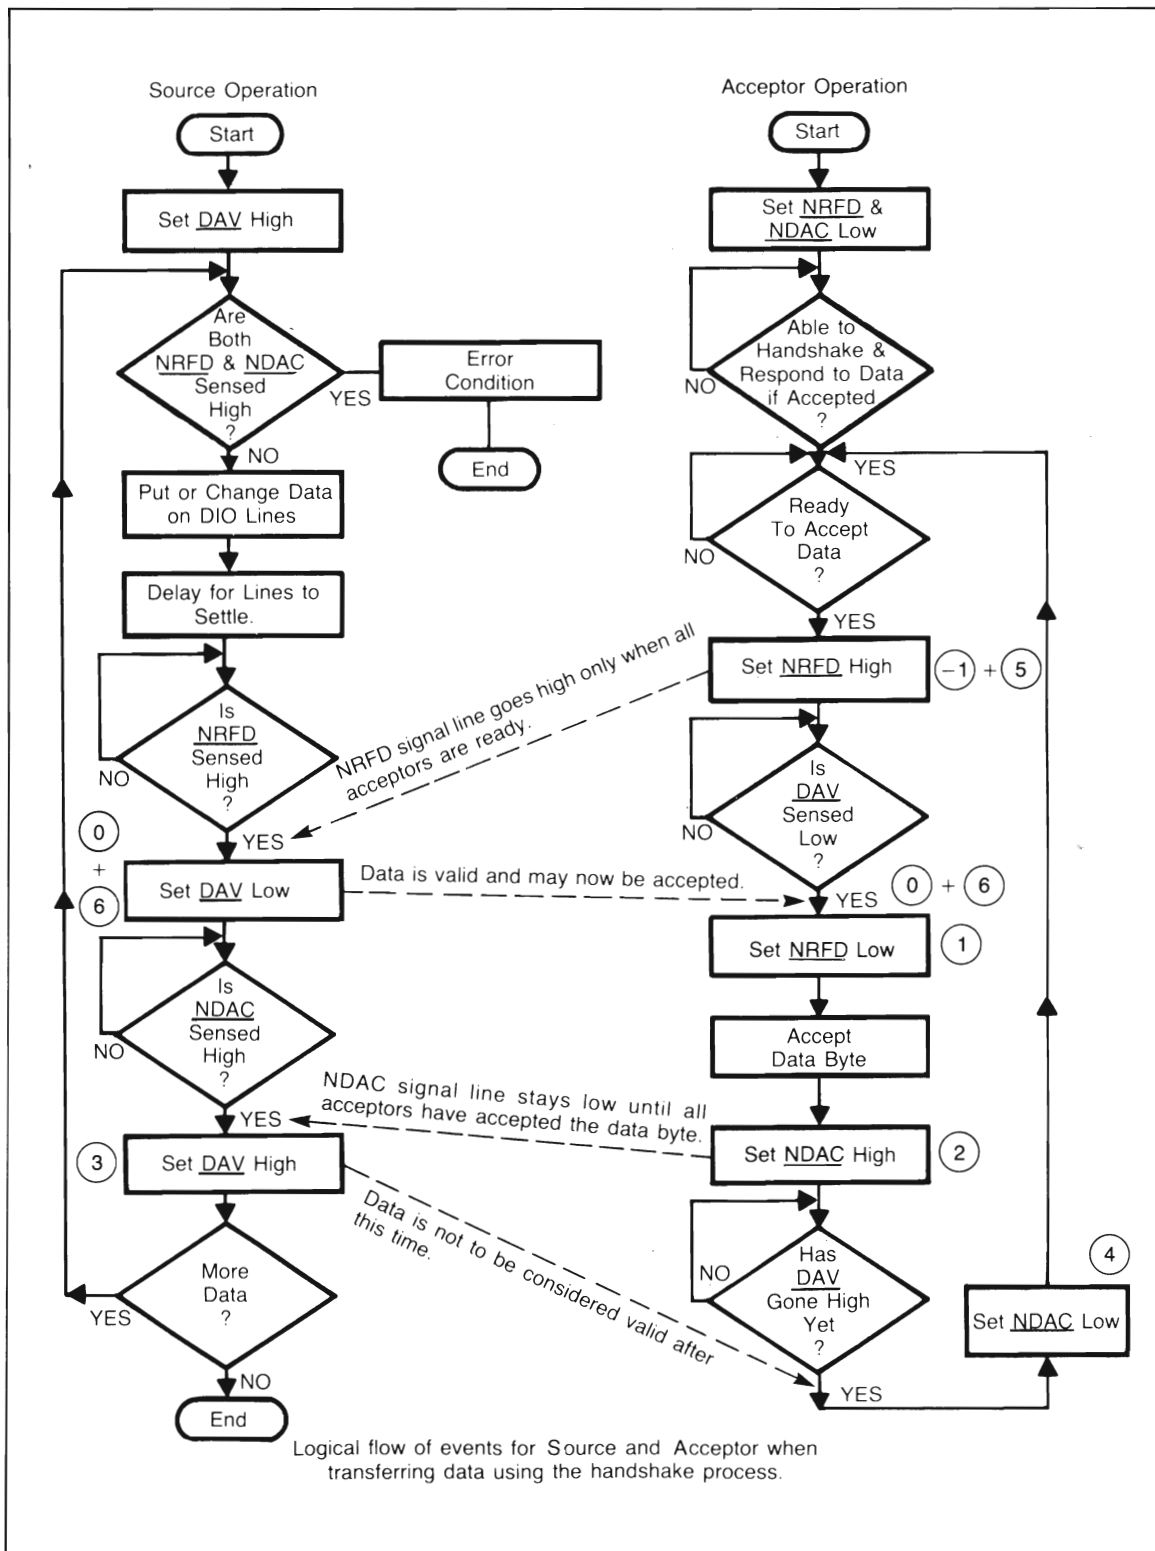 Source Operation
Start
Set DAV High
Are
Both
NRFD & NDAC
Sensed
High
?
YES
Error
Condition
End
NO
Put or Change Data
on DIO Lines
Delay for Lines to
Settle.
Is
NRFD
Sensed
High
?
NO
YES
0
+
6
Set DAV Low
Is
NDAC
Sensed
High
?
NO
YES
3
Set DAV High
More
Data
?
YES
NO
End
NRFD signal line goes high only when all
acceptors are ready.
Data is valid and may now be accepted.
NDAC signal line stays low until all
acceptors have accepted the data byte.
Data is not to be considered valid after
this time.
Acceptor Operation
Start
Set NRFD &
NDAC Low
Able to
Handshake &
Respond to Data
if Accepted
?
NO
YES
Ready
To Accept
Data
?
NO
YES
Set NRFD High
-1 + 5
Is
DAV
Sensed
Low
?
NO
YES
0 + 6
Set NRFD Low
1
Accept
Data Byte
Set NDAC High
2
Has
DAV
Gone High
Yet
?
NO
YES
4
Set NDAC Low
Logical flow of events for Source and Acceptor when
transferring data using the handshake process.